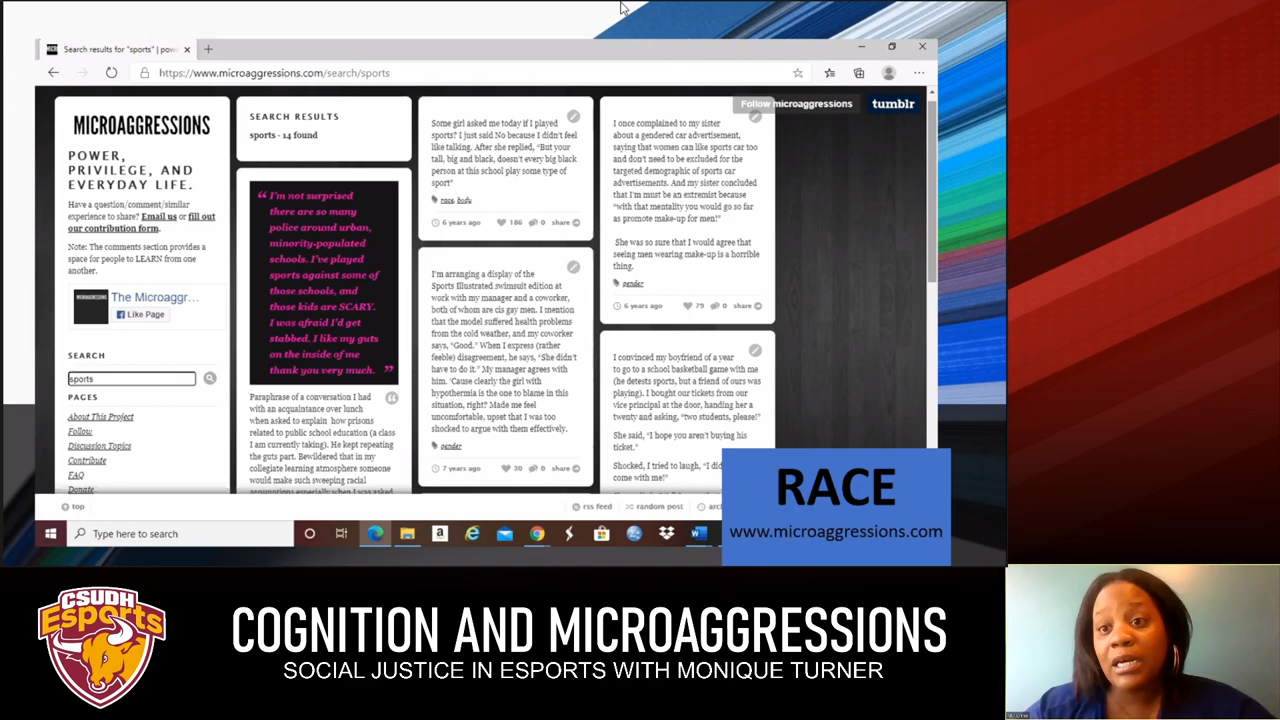 Search results for "sports" | pow
https://www.microaggressions.com/search/sports
Follow microaggressions
tumblr
MICROAGGRESSIONS
POWER,
PRIVILEGE, AND
EVERYDAY LIFE.
Have a question/comment/similar
experience to share? Email us or fill out
our contribution form.
Note: The comments section provides a
space for people to LEARN from one
another.
The Microaggr...
Like Page
SEARCH
sports
PAGES
About This Project
Follow:
Discussion Topics
Contribute
FAQ
Donate
SEARCH RESULTS
sports - 14 found
“ I'm not surprised
there are so many
police around urban,
minority-populated
schools. I've played
sports against some of
those schools, and
those kids are SCARY.
I was afraid I'd get
stabbed. I like my guts
on the inside of me
thank you very much. ”
Paraphrase of a conversation I had
with an acquaintance over lunch
when asked to explain how prisons
related to public school education (a class
I am currently taking). He kept repeating
the guts part. Bewildered that in my
collegiate learning atmosphere someone
would make such sweeping racial
assumptions especially when I was asked
Some girl asked me today if I played
sports? I just said No because I didn't feel
like talking. After she replied, "But your
tall, big and black, doesn't every big black
person at this school play some type of
sport"
race, body
6 years ago 186 0 share
I'm arranging a display of the
Sports Illustrated swimsuit edition at
work with my manager and a coworker,
both of whom are cis gay men. I mention
that the model suffered health problems
from the cold weather, and my coworker
says, "Good." When I express (rather
feeble) disagreement, he says, "She didn't
have to do it." My manager agrees with
him. 'Cause clearly the girl with
hypothermia is the one to blame in this
situation, right? Made me feel
uncomfortable, upset that I was too
shocked to argue with them effectively.
gender
7 years ago 30 0 share
I once complained to my sister
about a gendered car advertisement,
saying that women can like sports car too
and don't need to be excluded for the
targeted demographic of sports car
advertisements. And my sister concluded
that I'm must be an extremist because
"with that mentality you would go so far
as promote make-up for men!"
She was so sure that I would agree that
seeing men wearing make-up is a horrible
thing.
gender
6 years ago 79 0 share
I convinced my boyfriend of a year
to go to a school basketball game with me
(he detests sports, but a friend of ours was
playing). I bought our tickets from our
vice principal at the door, handing her a
twenty and asking, "two students, please!"
She said, "I hope you aren't buying his
ticket."
Shocked, I tried to laugh, "I di
come with me!"
top
rss feed
random post
arc
Type here to search
RACE
www.microaggressions.com
CSUDH
Esports
COGNITION AND MICROAGGRESSIONS
SOCIAL JUSTICE IN ESPORTS WITH MONIQUE TURNER